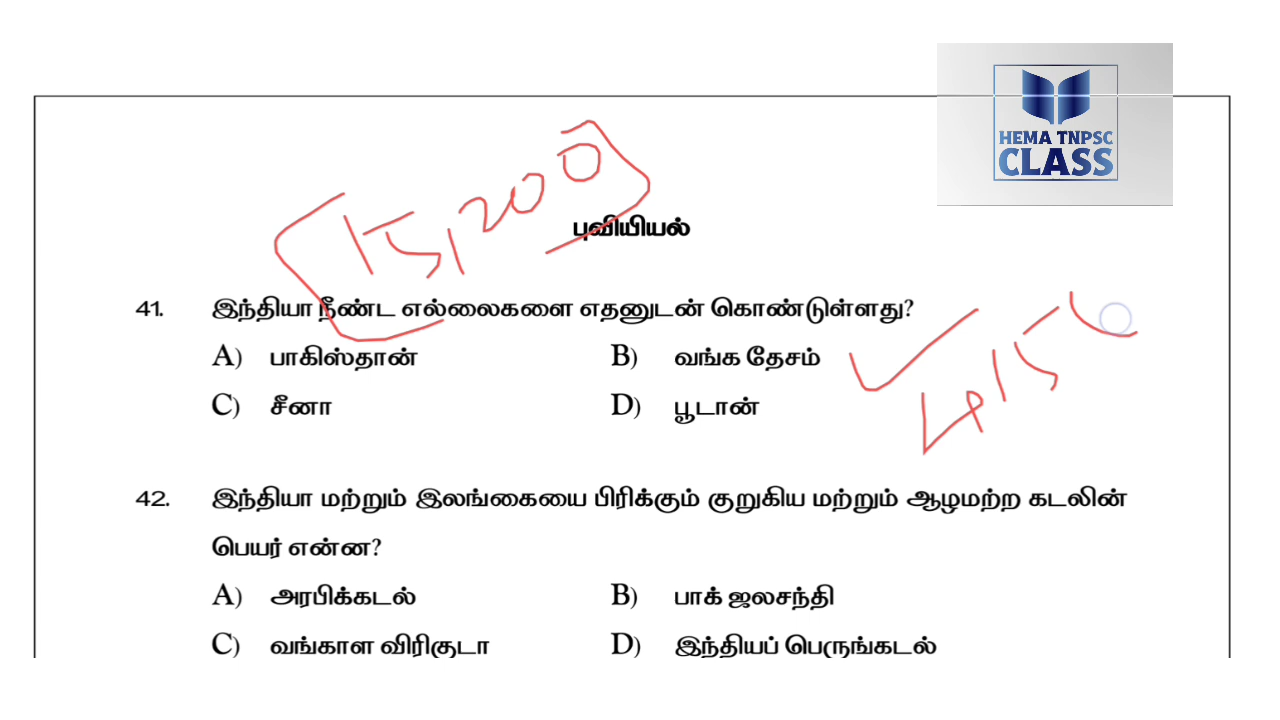 HEMA TNPSC
CLASS
15,200
புவியியல்
41. இந்தியா நீண்ட எல்லைகளை எதனுடன் கொண்டுள்ளது?
A) பாகிஸ்தான் B) வங்க தேசம்
C) சீனா D) பூடான்
42. இந்தியா மற்றும் இலங்கையை பிரிக்கும் குறுகிய மற்றும் ஆழமற்ற கடலின்
பெயர் என்ன?
A) அரபிக்கடல் B) பாக் ஜலசந்தி
C) வங்காள விரிகுடா D) இந்தியப் பெருங்கடல்